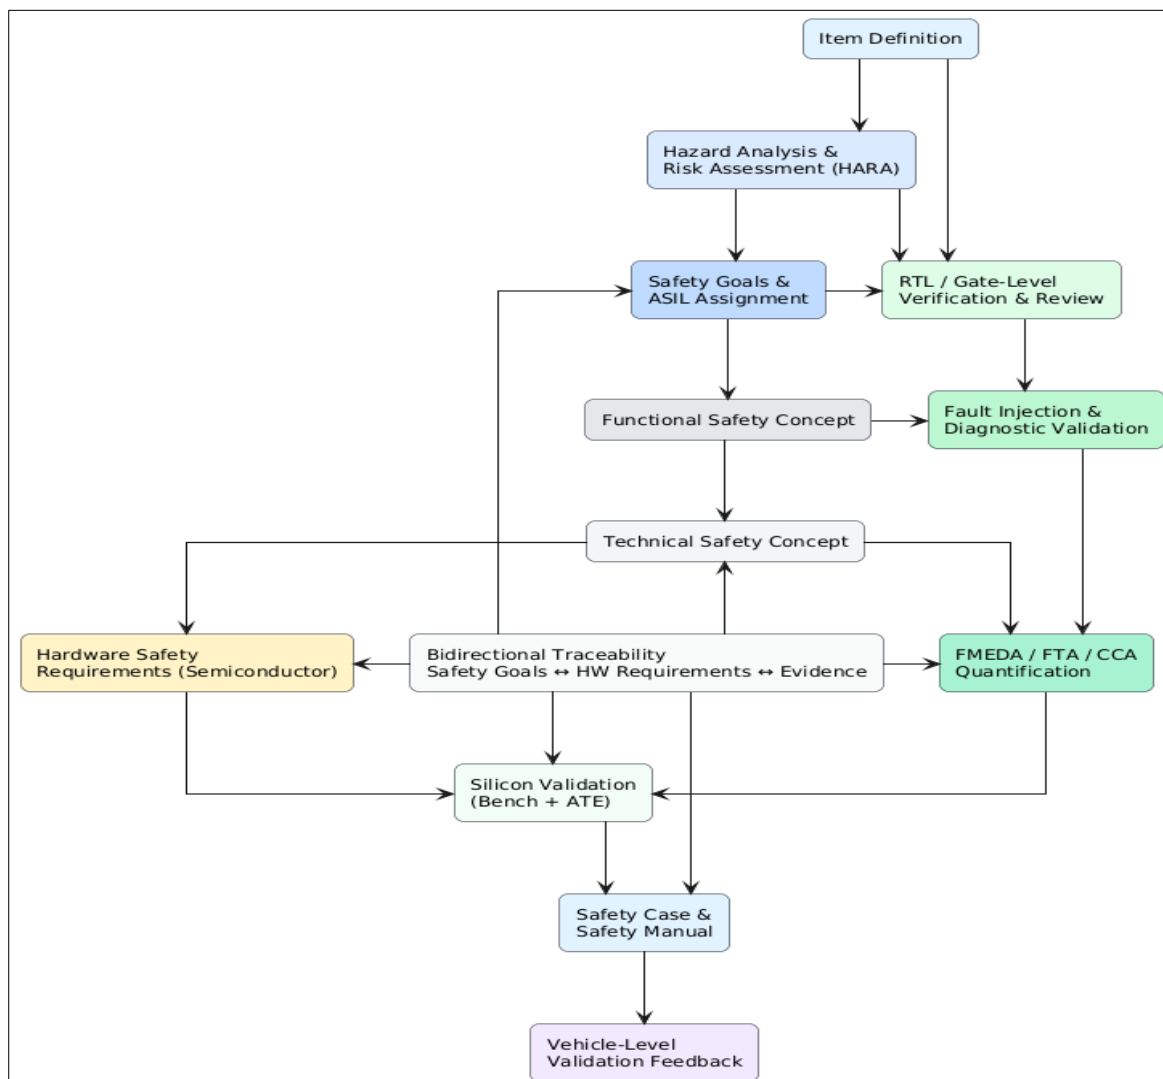 Item Definition
Hazard Analysis &
Risk Assessment (HARA)
Safety Goals &
ASIL Assignment
RTL / Gate-Level
Verification & Review
Functional Safety Concept
Fault Injection &
Diagnostic Validation
Technical Safety Concept
Hardware Safety
Requirements (Semiconductor)
Bidirectional Traceability
Safety Goals ↔ HW Requirements ↔ Evidence
FMEDA / FTA / CCA
Quantification
Silicon Validation
(Bench + ATE)
Safety Case &
Safety Manual
Vehicle-Level
Validation Feedback